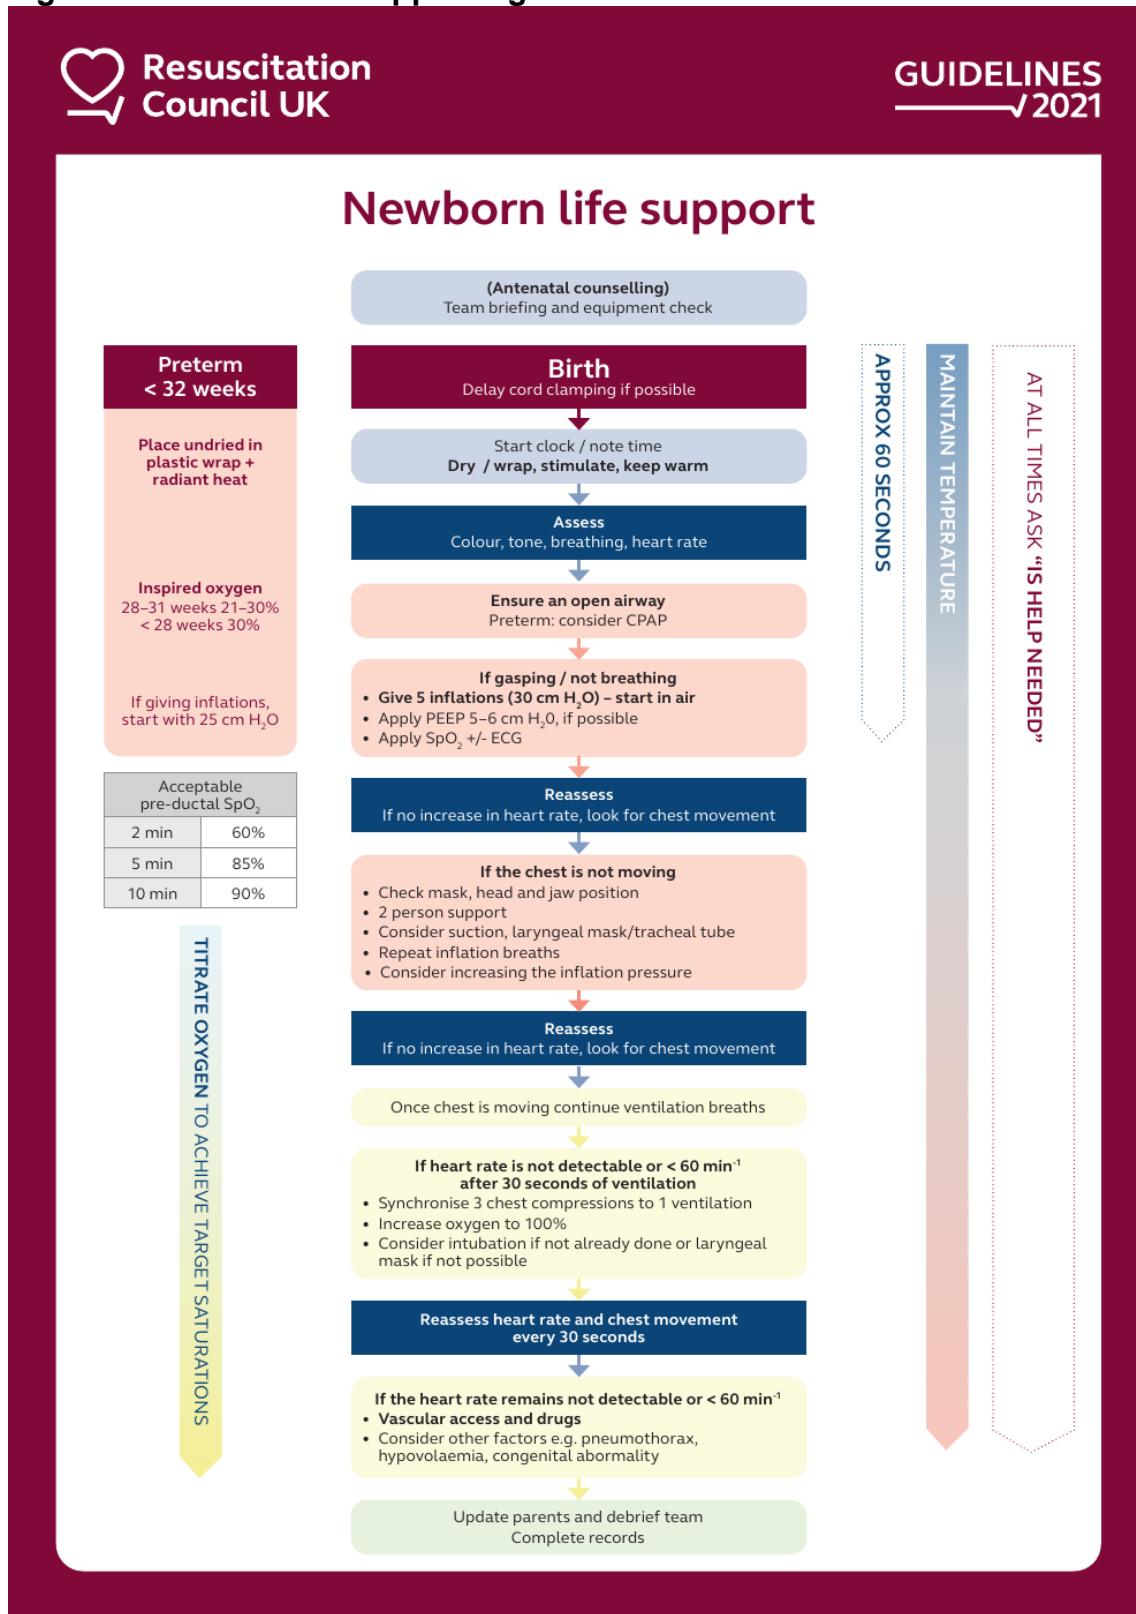 Resuscitation
Council UK
GUIDELINES
2021
Newborn life support
(Antenatal counselling)
Team briefing and equipment check
Preterm
< 32 weeks
Place undried in
plastic wrap +
radiant heat
Inspired oxygen
28–31 weeks 21–30%
< 28 weeks 30%
If giving inflations,
start with 25 cm H₂O
Acceptable
pre-ductal SpO₂
2 min 60%
5 min 85%
10 min 90%
TITRATE OXYGEN TO ACHIEVE TARGET SATURATIONS
Birth
Delay cord clamping if possible
Start clock / note time
Dry / wrap, stimulate, keep warm
Assess
Colour, tone, breathing, heart rate
Ensure an open airway
Preterm: consider CPAP
If gasping / not breathing
• Give 5 inflations (30 cm H₂O) – start in air
• Apply PEEP 5–6 cm H₂0, if possible
• Apply SpO₂ +/- ECG
Reassess
If no increase in heart rate, look for chest movement
If the chest is not moving
• Check mask, head and jaw position
• 2 person support
• Consider suction, laryngeal mask/tracheal tube
• Repeat inflation breaths
• Consider increasing the inflation pressure
Reassess
If no increase in heart rate, look for chest movement
Once chest is moving continue ventilation breaths
If heart rate is not detectable or < 60 min⁻¹
after 30 seconds of ventilation
• Synchronise 3 chest compressions to 1 ventilation
• Increase oxygen to 100%
• Consider intubation if not already done or laryngeal
mask if not possible
Reassess heart rate and chest movement
every 30 seconds
If the heart rate remains not detectable or < 60 min⁻¹
• Vascular access and drugs
• Consider other factors e.g. pneumothorax,
hypovolaemia, congenital abormality
Update parents and debrief team
Complete records
APPROX 60 SECONDS
MAINTAIN TEMPERATURE
AT ALL TIMES ASK “IS HELP NEEDED”